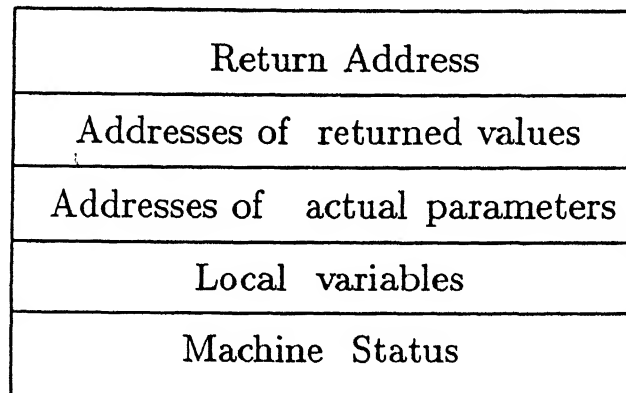 Return Address
Addresses of returned values
Addresses of actual parameters
Local variables
Machine Status